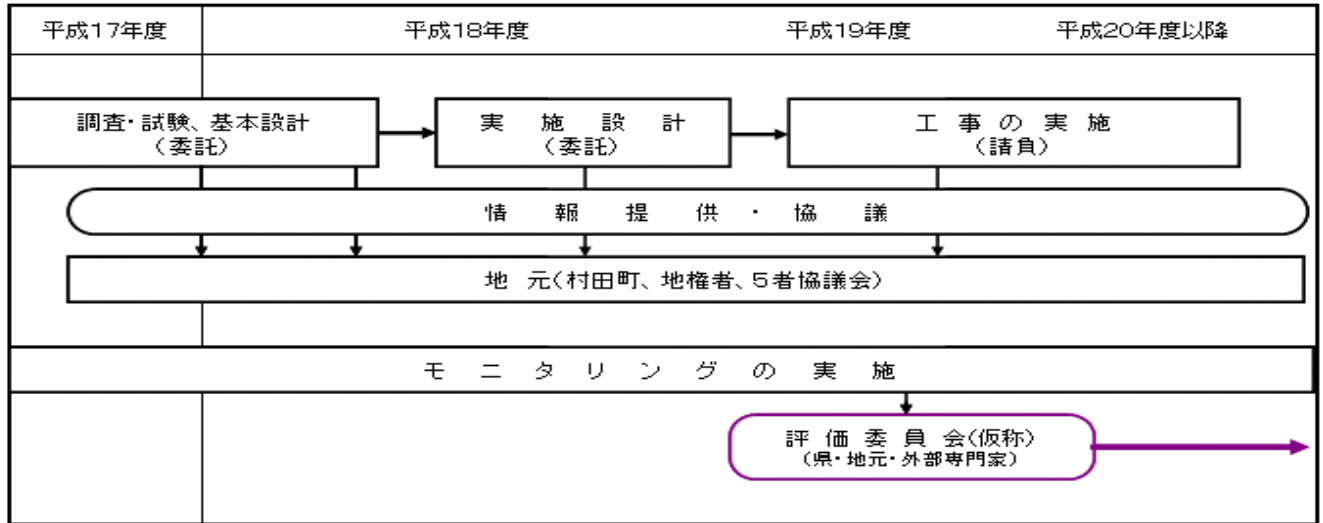 平成17年度 平成18年度 平成19年度 平成20年度以降
調査・試験、基本設計
（委託）
実施設計
（委託）
工事の実施
（請負）
情報提供・協議
地元（村田町、地権者、5者協議会）
モニタリングの実施
評価委員会（仮称）
（県・地元・外部専門家）